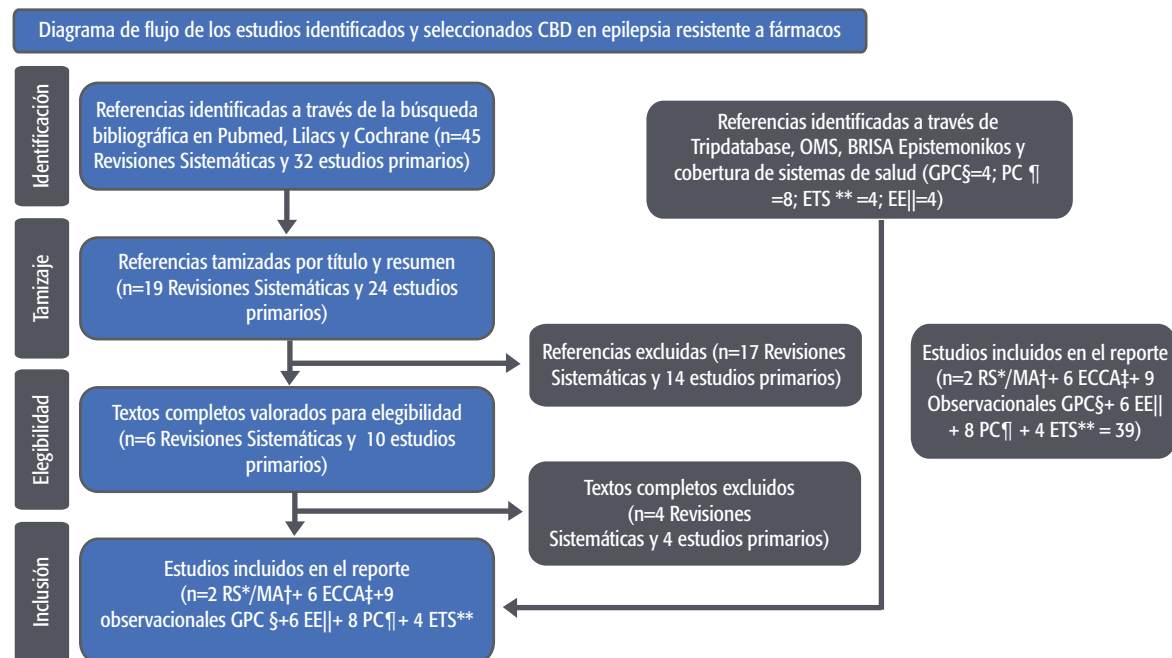 Diagrama de flujo de los estudios identificados y seleccionados CBD en epilepsia resistente a fármacos
Identificación
Referencias identificadas a través de la búsqueda
bibliográfica en Pubmed, Lilacs y Cochrane (n=45
Revisiones Sistemáticas y 32 estudios primarios)
Referencias identificadas a través de
Tripdatabase, OMS, BRISA Epistemonikos y
cobertura de sistemas de salud (GPC§=4; PC ¶
=8; ETS ** =4; EE||=4)
Tamizaje
Referencias tamizadas por título y resumen
(n=19 Revisiones Sistemáticas y 24 estudios
primarios)
Referencias excluidas (n=17 Revisiones
Sistemáticas y 14 estudios primarios)
Estudios incluidos en el reporte
(n=2 RS*/MA†+ 6 ECCA‡+ 9
Observacionales GPC§+ 6 EE||
+ 8 PC¶ + 4 ETS** = 39)
Elegibilidad
Textos completos valorados para elegibilidad
(n=6 Revisiones Sistemáticas y 10 estudios
primarios)
Textos completos excluidos
(n=4 Revisiones
Sistemáticas y 4 estudios primarios)
Inclusión
Estudios incluidos en el reporte
(n=2 RS*/MA†+ 6 ECCA‡+9
observacionales GPC §+6 EE||+ 8 PC¶+ 4 ETS**